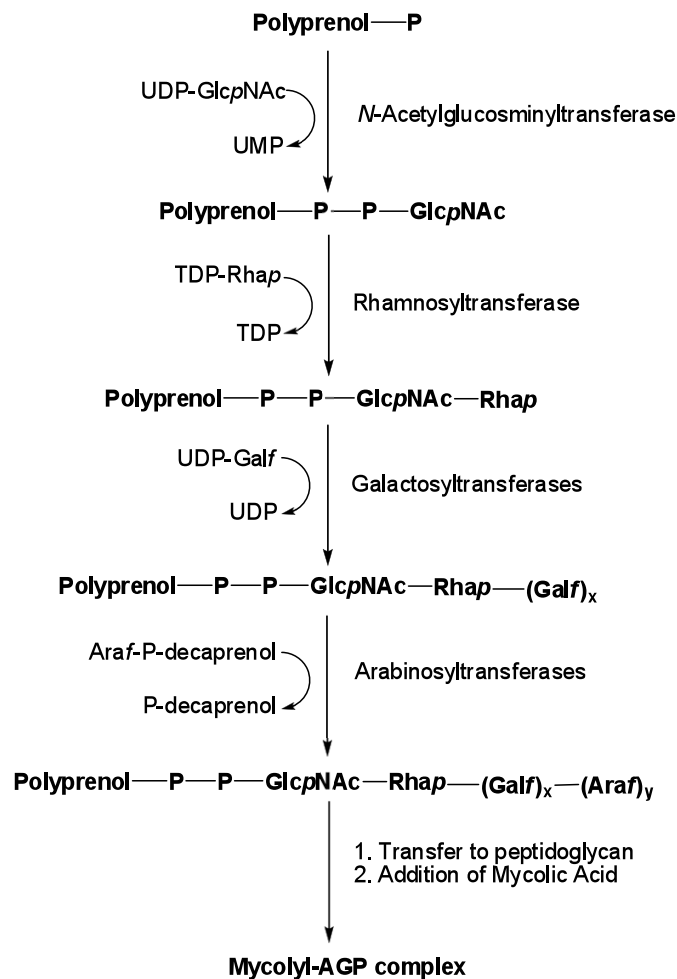 Polyprenol—P
UDP-GlcpNAc
N-Acetylglucosminyltransferase
UMP
Polyprenol—P—P—GlcpNAc
TDP-Rhap
Rhamnosyltransferase
TDP
Polyprenol—P—P—GlcpNAc—Rhap
UDP-Galf
Galactosyltransferases
UDP
Polyprenol—P—P—GlcpNAc—Rhap—(Galf)x
Araf-P-decaprenol
Arabinosyltransferases
P-decaprenol
Polyprenol—P—P—GlcpNAc—Rhap—(Galf)x—(Araf)y
1. Transfer to peptidoglycan
2. Addition of Mycolic Acid
Mycolyl-AGP complex